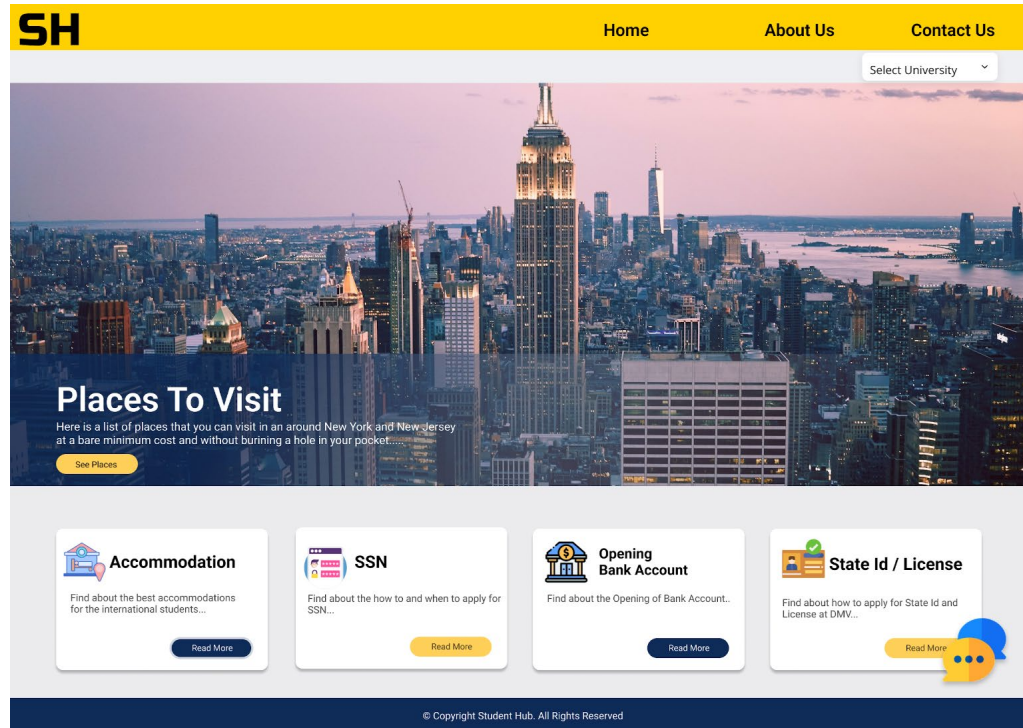 SH
Home
About Us
Contact Us
Select University
Places To Visit
Here is a list of places that you can visit in an around New York and New Jersey
at a bare minimum cost and without burining a hole in your pocket.....
See Places
Accommodation
Find about the best accommodations
for the international students...
Read More
SSN
Find about the how to and when to apply for
SSN...
Read More
Opening
Bank Account
Find about the Opening of Bank Account..
Read More
State Id / License
Find about how to apply for State Id and
License at DMV...
Read More
© Copyright Student Hub. All Rights Reserved